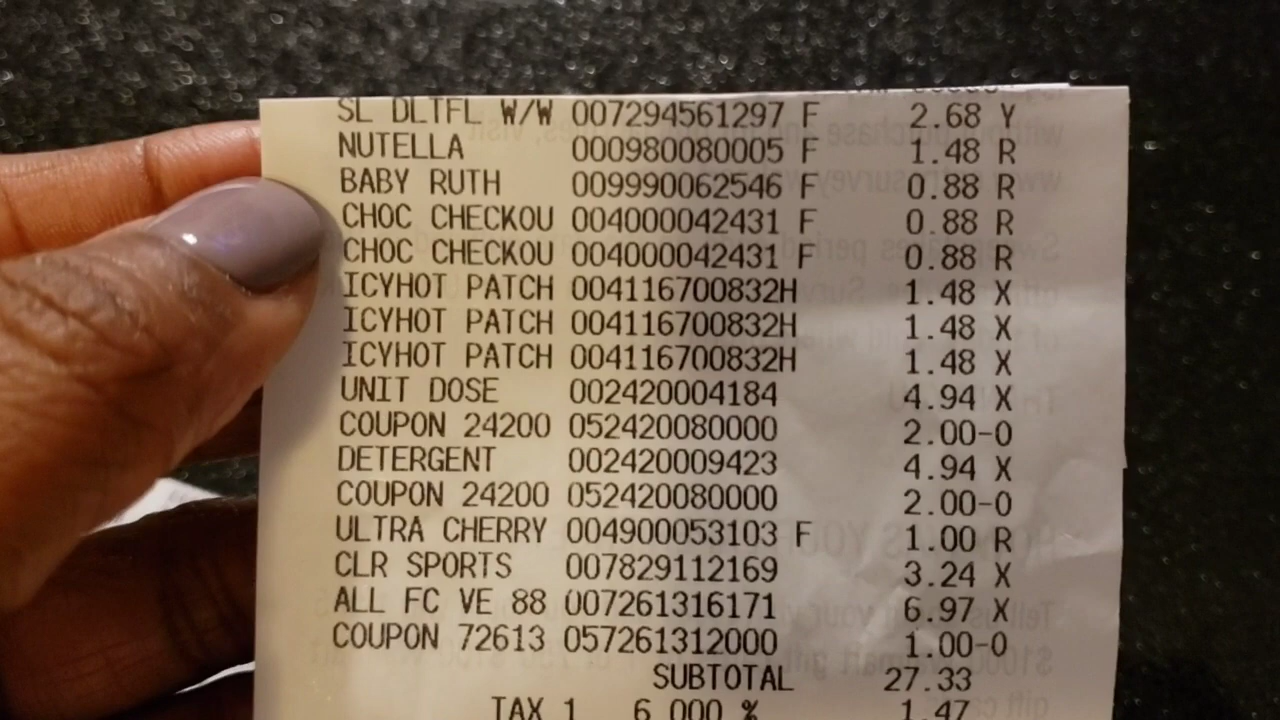 SL DLTFL W/W 007294561297 F 2.68 Y
NUTELLA 000980080005 F 1.48 R
BABY RUTH 009990062546 F 0.88 R
CHOC CHECKOU 004000042431 F 0.88 R
CHOC CHECKOU 004000042431 F 0.88 R
ICYHOT PATCH 004116700832H 1.48 X
ICYHOT PATCH 004116700832H 1.48 X
ICYHOT PATCH 004116700832H 1.48 X
UNIT DOSE 002420004184 4.94 X
COUPON 24200 052420080000 2.00-O
DETERGENT 002420009423 4.94 X
COUPON 24200 052420080000 2.00-O
ULTRA CHERRY 004900053103 F 1.00 R
CLR SPORTS 007829112169 3.24 X
ALL FC VE 88 007261316171 6.97 X
COUPON 72613 057261312000 1.00-O
SUBTOTAL 27.33
TAX 1 6.000 % 1.47